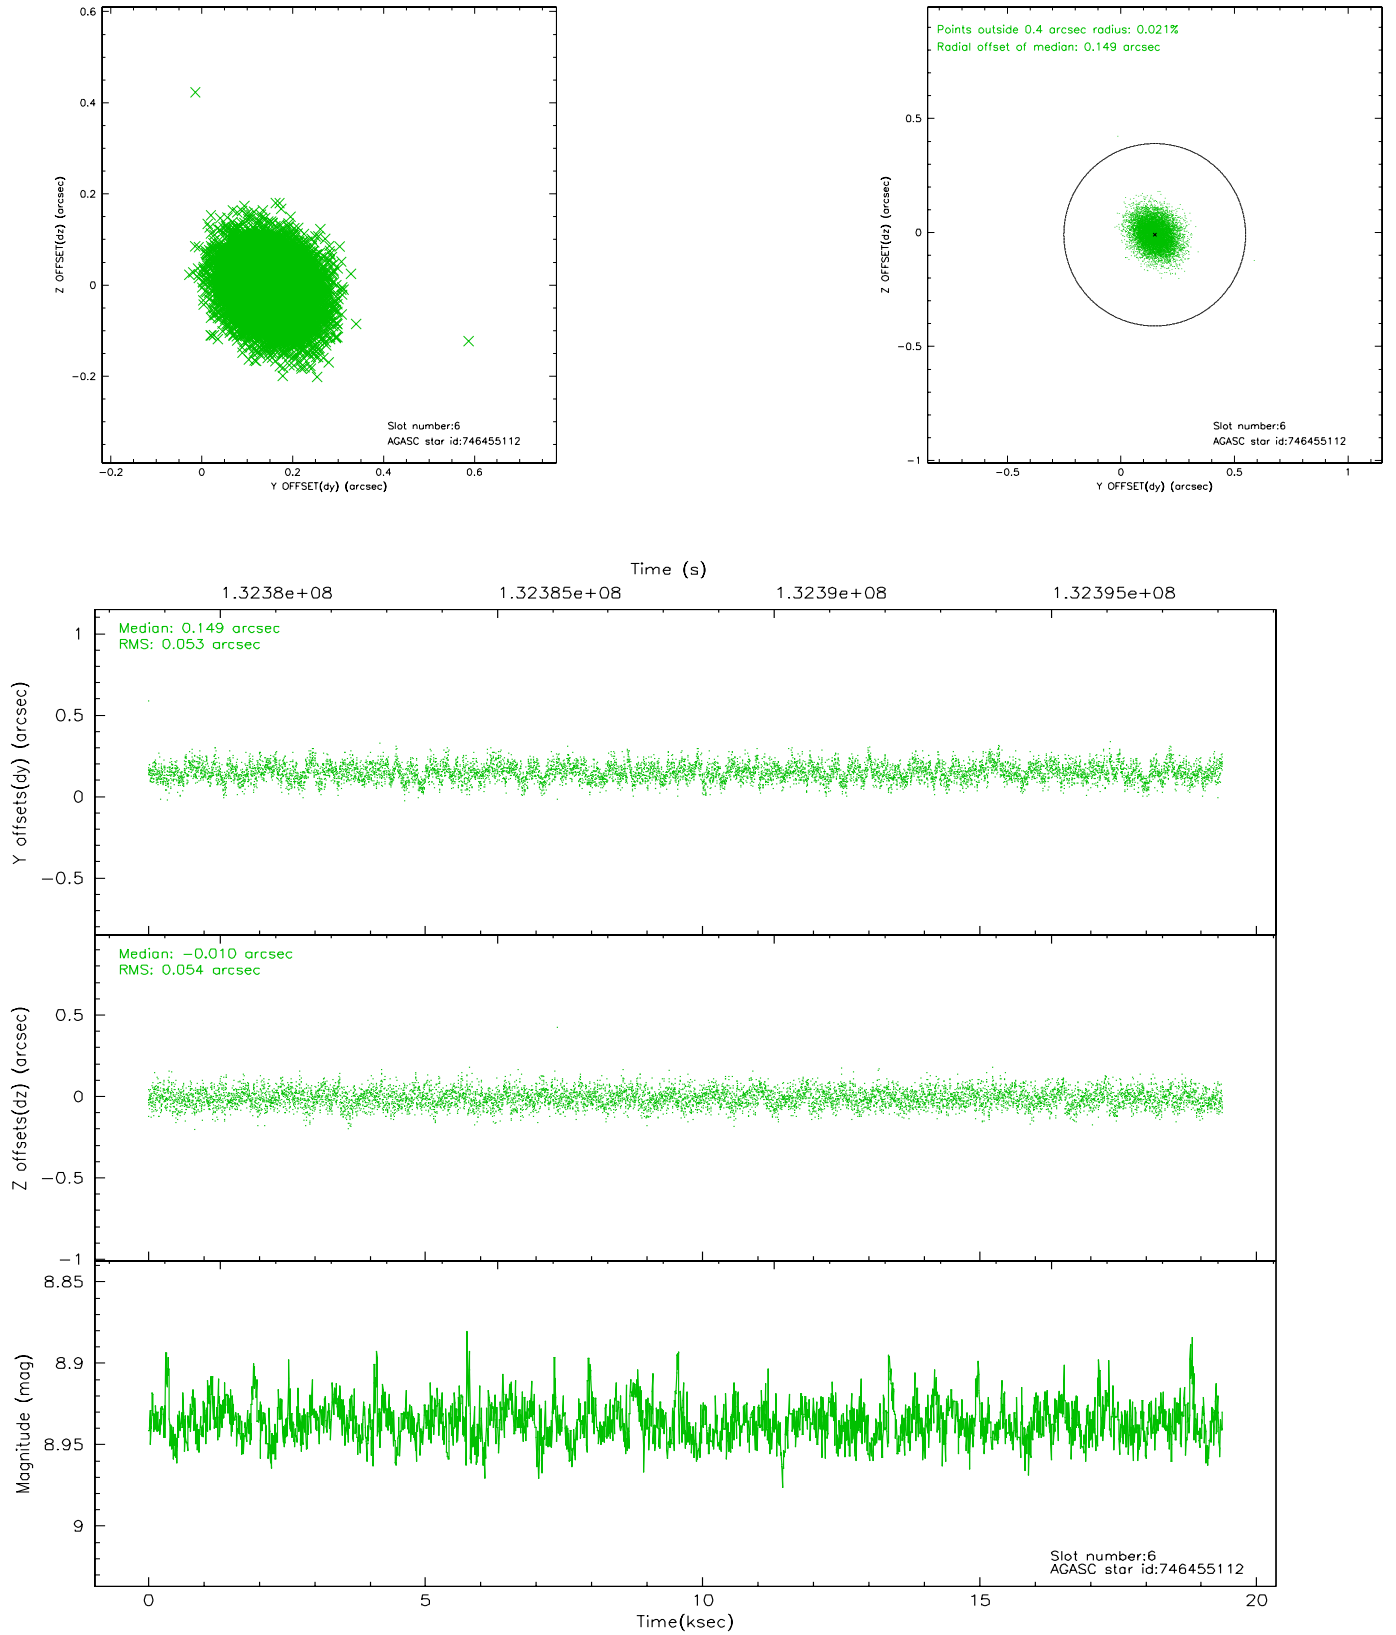 0.6
0.4
0.2
0
−0.2
Z OFFSET(dz) (arcsec)
Slot number:6
AGASC star id:746455112
−0.2 0 0.2 0.4 0.6
Y OFFSET(dy) (arcsec)
Points outside 0.4 arcsec radius: 0.021%
Radial offset of median: 0.149 arcsec
0.5
0
−0.5
−1
Z OFFSET(dz) (arcsec)
Slot number:6
AGASC star id:746455112
−0.5 0 0.5 1
Y OFFSET(dy) (arcsec)
Time (s)
1.3238e+08 1.32385e+08 1.3239e+08 1.32395e+08
Median: 0.149 arcsec
RMS: 0.053 arcsec
1
0.5
0
−0.5
Y offsets(dy) (arcsec)
Median: −0.010 arcsec
RMS: 0.054 arcsec
0.5
0
−0.5
−1
Z offsets(dz) (arcsec)
8.85
8.9
8.95
9
Magnitude (mag)
Slot number:6
AGASC star id:746455112
0 5 10 15 20
Time(ksec)